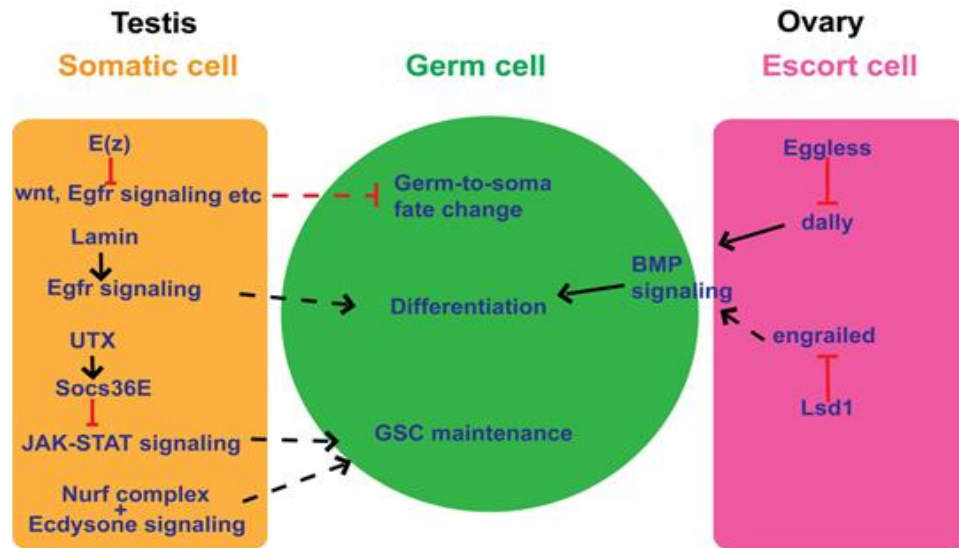 Testis
Somatic cell
E(z)
wnt, Egfr signaling etc
Lamin
Egfr signaling
UTX
Socs36E
JAK-STAT signaling
Nurf complex
+
Ecdysone signaling
Germ cell
Germ-to-soma
fate change
BMP
signaling
Differentiation
GSC maintenance
Ovary
Escort cell
Eggless
dally
engrailed
Lsd1